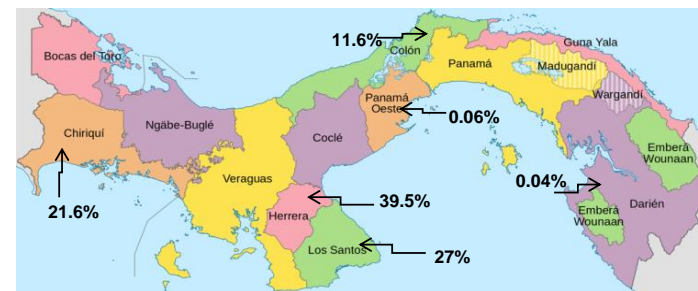 11.6%
Colón
Guna Yala
Bocas del Toro
Panamá
Madugandí
Wargandí
Panamá
Oeste
0.06%
Chiriquí
Ngäbe-Buglé
Coclé
Emberá
Wounaan
Veraguas
0.04%
21.6%
39.5%
Herrera
Emberá
Wounaan
Darién
Los Santos
27%